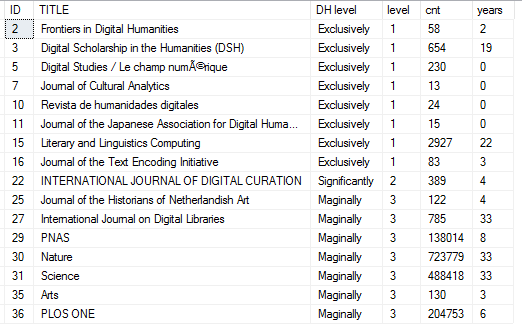 ID TITLE DH level level cnt years
2 Frontiers in Digital Humanities Exclusively 1 58 2
3 Digital Scholarship in the Humanities (DSH) Exclusively 1 654 19
5 Digital Studies / Le champ numÃ©rique Exclusively 1 230 0
7 Journal of Cultural Analytics Exclusively 1 13 0
10 Revista de humanidades digitales Exclusively 1 24 0
11 Journal of the Japanese Association for Digital Huma... Exclusively 1 15 0
15 Literary and Linguistics Computing Exclusively 1 2927 22
16 Journal of the Text Encoding Initiative Exclusively 1 83 3
22 INTERNATIONAL JOURNAL OF DIGITAL CURATION Significantly 2 389 4
25 Journal of the Historians of Netherlandish Art Maginally 3 122 4
27 International Journal on Digital Libraries Maginally 3 785 33
29 PNAS Maginally 3 138014 8
30 Nature Maginally 3 723779 33
31 Science Maginally 3 488418 33
35 Arts Maginally 3 130 3
36 PLOS ONE Maginally 3 204753 6